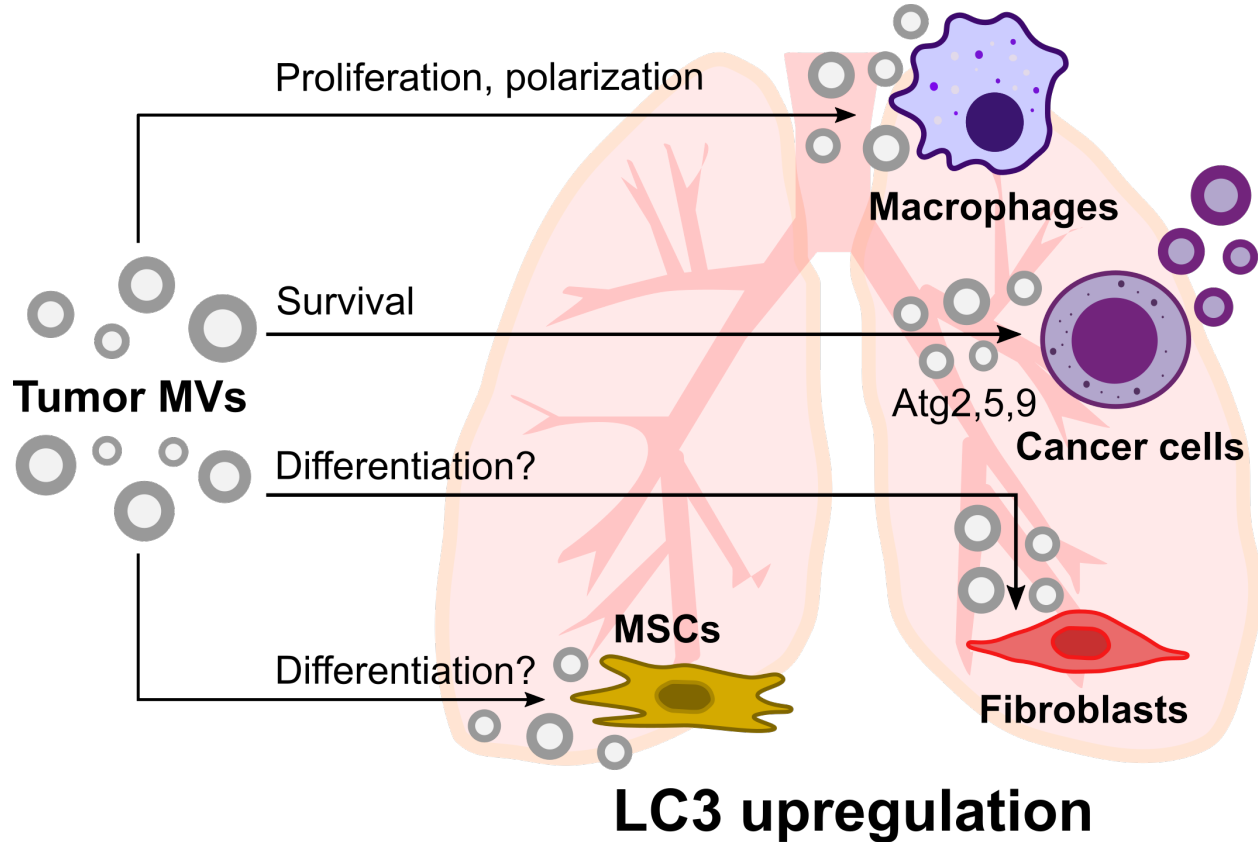 Proliferation, polarization
Macrophages
Survival
Tumor MVs
Atg2,5,9
Cancer cells
Differentiation?
MSCs
Differentiation?
Fibroblasts
LC3 upregulation